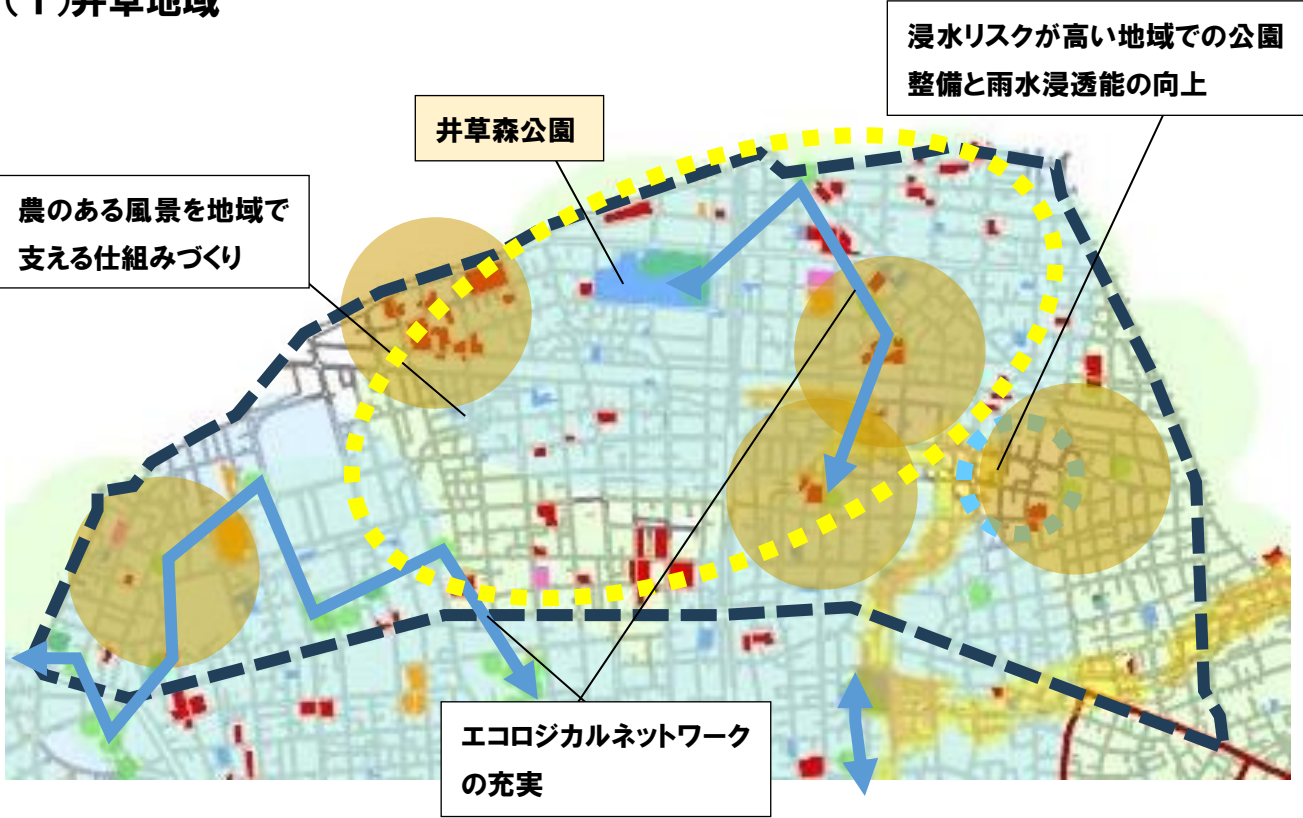 (1)井草地域
浸水リスクが高い地域での公園
整備と雨水浸透能の向上
井草森公園
農のある風景を地域で
支える仕組みづくり
エコロジカルネットワーク
の充実